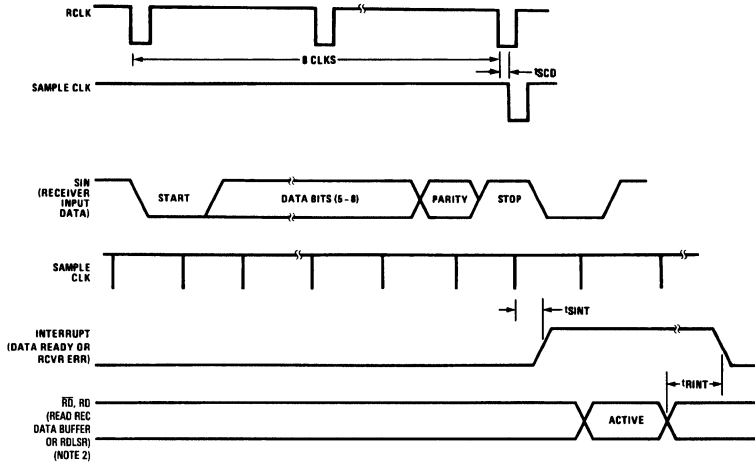 RCLK
8 CLKS
tSCD
SAMPLE CLK
SIN
(RECEIVER
INPUT
DATA)
START
DATA BITS (5 - 8)
PARITY
STOP
SAMPLE
CLK
tSINT
INTERRUPT
(DATA READY OR
RCVR ERR)
tRINT
RD, RD
(READ REC
DATA BUFFER
OR RDLSR)
(NOTE 2)
ACTIVE